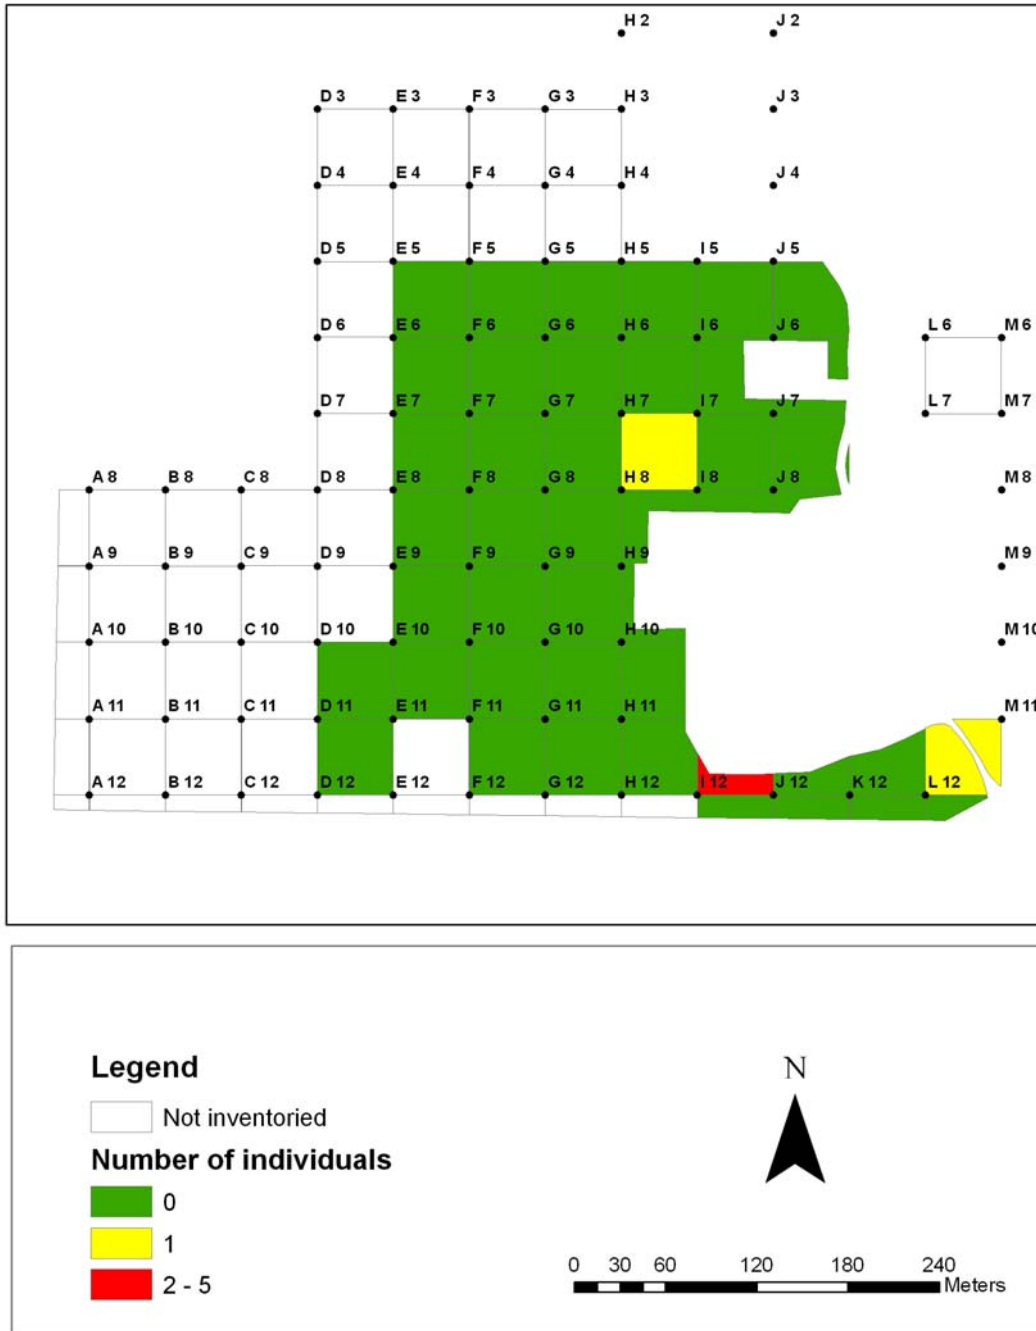 H 2 J 2
D 3 E 3 F 3 G 3 H 3 J 3
D 4 E 4 F 4 G 4 H 4 J 4
D 5 E 5 F 5 G 5 H 5 I 5 J 5
D 6 E 6 F 6 G 6 H 6 I 6 J 6 L 6 M 6
D 7 E 7 F 7 G 7 H 7 I 7 J 7 L 7 M 7
A 8 B 8 C 8 D 8 E 8 F 8 G 8 H 8 I 8 J 8 M 8
A 9 B 9 C 9 D 9 E 9 F 9 G 9 H 9 M 9
A 10 B 10 C 10 D 10 E 10 F 10 G 10 H 10 M 10
A 11 B 11 C 11 D 11 E 11 F 11 G 11 H 11 M 11
A 12 B 12 C 12 D 12 E 12 F 12 G 12 H 12 I 12 J 12 K 12 L 12
Legend
Not inventoried
Number of individuals
0
1
2 - 5
N
0 30 60 120 180 240
Meters